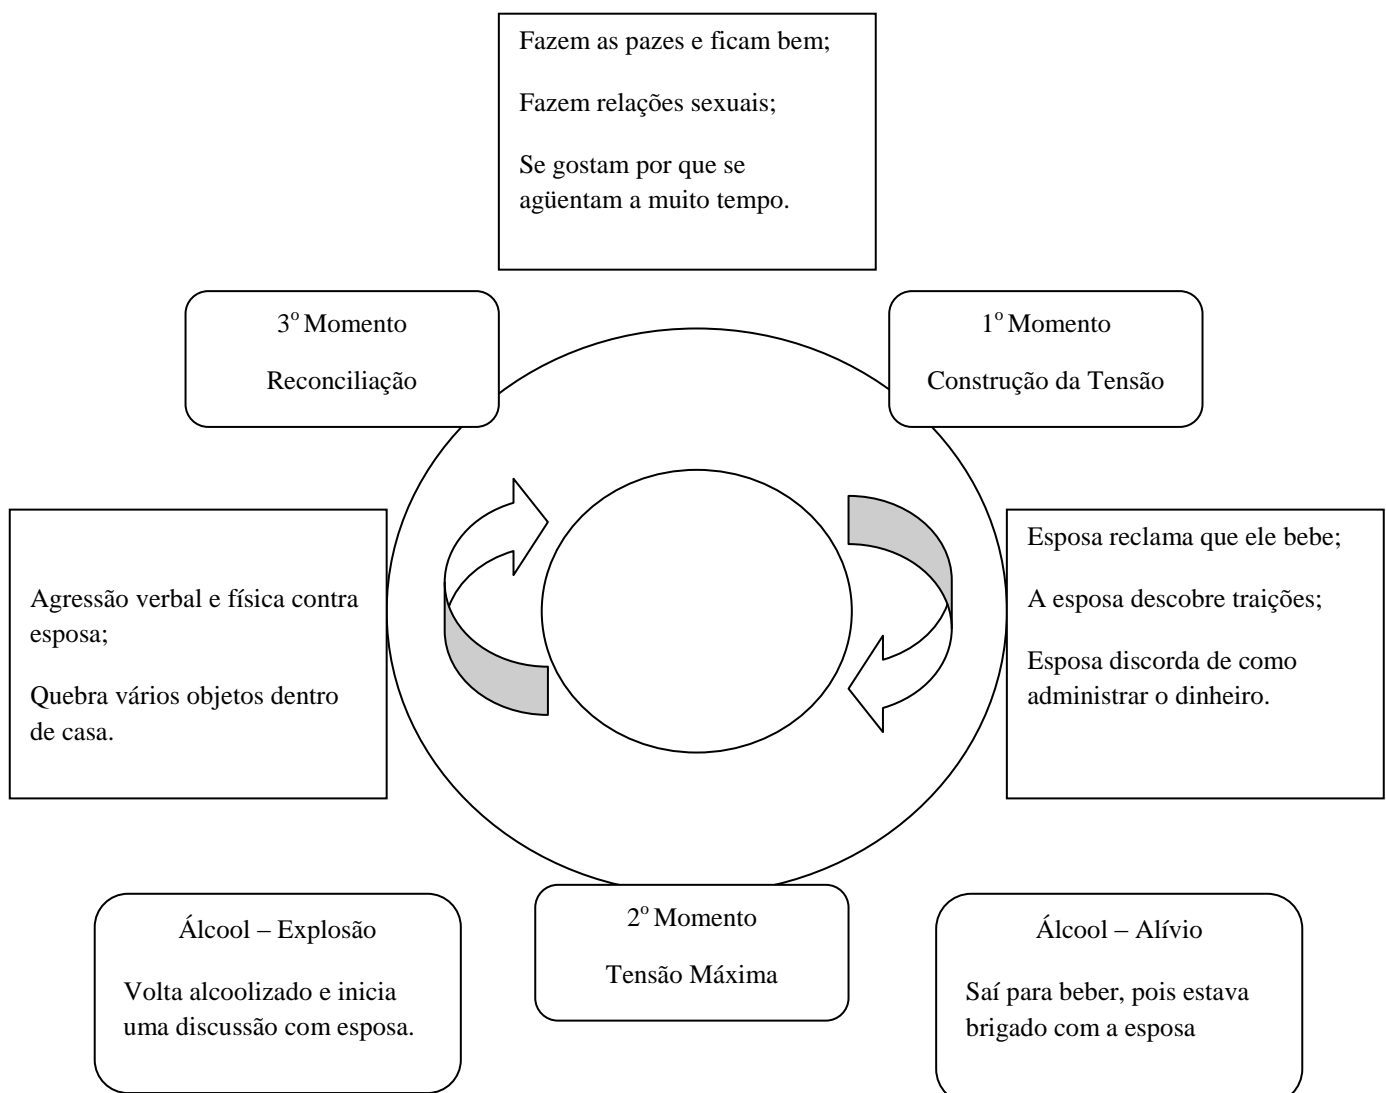 Fazem as pazes e ficam bem;
Fazem relações sexuais;
Se gostam por que se
agüentam a muito tempo.
3º Momento
Reconciliação
1º Momento
Construção da Tensão
Agressão verbal e física contra
esposa;
Quebra vários objetos dentro
de casa.
Esposa reclama que ele bebe;
A esposa descobre traições;
Esposa discorda de como
administrar o dinheiro.
Álcool – Explosão
Volta alcoolizado e inicia
uma discussão com esposa.
2º Momento
Tensão Máxima
Álcool – Alívio
Saí para beber, pois estava
brigado com a esposa